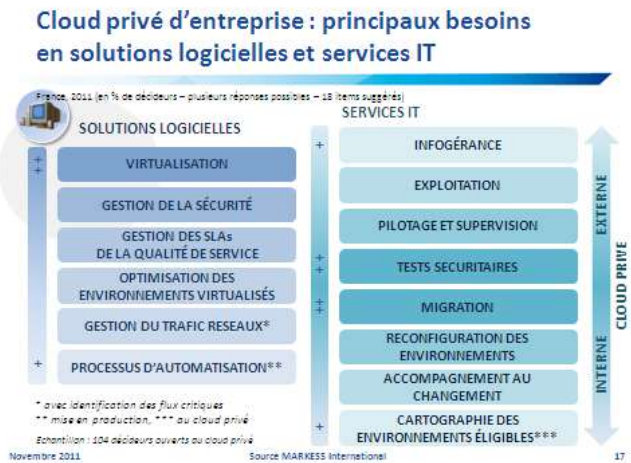 Cloud privé d'entreprise : principaux besoins
en solutions logicielles et services IT
France, 2011 (en % de décideurs – plusieurs réponses possibles – 18 items suggérés)
SOLUTIONS LOGICIELLES
+
+
VIRTUALISATION
GESTION DE LA SÉCURITÉ
GESTION DES SLAs
DE LA QUALITÉ DE SERVICE
OPTIMISATION DES
ENVIRONNEMENTS VIRTUALISÉS
GESTION DU TRAFIC RESEAUX*
+
PROCESSUS D'AUTOMATISATION**
* avec identification des flux critiques
** mise en production, *** au cloud privé
Echantillon : 104 décideurs ouverts au cloud privé
SERVICES IT
+
INFOGÉRANCE
EXPLOITATION
PILOTAGE ET SUPERVISION
+
+
TESTS SECURITAIRES
+
+
MIGRATION
RECONFIGURATION DES
ENVIRONNEMENTS
ACCOMPAGNEMENT AU
CHANGEMENT
+
CARTOGRAPHIE DES
ENVIRONNEMENTS ÉLIGIBLES***
EXTERNE
INTERNE
CLOUD PRIVE
Novembre 2011
Source MARKESS International
17